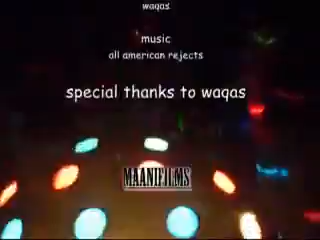 waqas
music
all american rejects
special thanks to waqas
MAANIFILMS